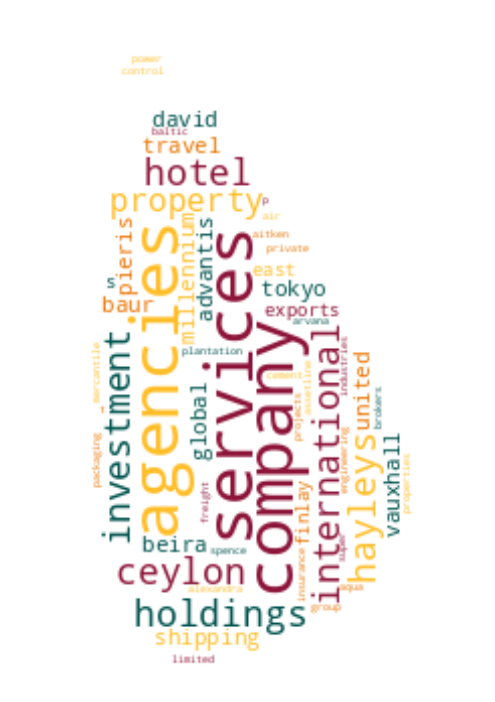 power
control
david
baltic
travel
hotel
property
p
air
pieris
agencies
millennium
advantis
services
aitken
private
east
s
tokyo
baur
exports
arvana
investment
mercantile
plantation
company
international
industries
united
cement
assetline
brokers
global
projects
packaging
hayleys
engineering
vauxhall
properties
freight
finlay
beira
spence
super
insurance
ceylon
alexandra
aqua
holdings
group
shipping
limited